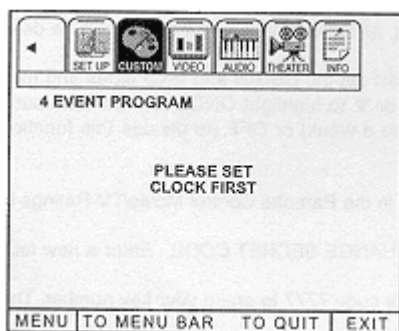 SET UP CUSTOM VIDEO AUDIO THEATER INFO
4 EVENT PROGRAM
PLEASE SET
CLOCK FIRST
MENU TO MENU BAR TO QUIT EXIT